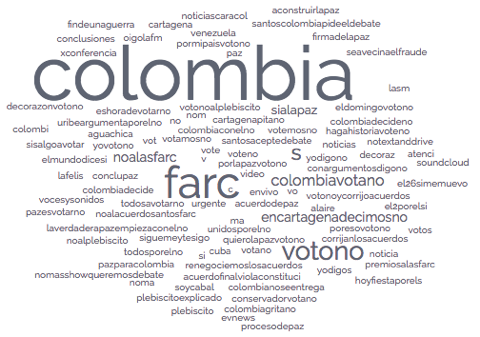 aconstruirlapaz
noticiascaracol
findeunaguerra cartagena santoscolombiapideeldebate
venezuela
conclusiones oigolafm pormipaisvotono firmadelapaz
xconferencia paz seavecinaelfraude
colombia
lasm
decorazonvotono votonoalplebiscito sialapaz eldomingovotono
eshoradevotarno nom
uribeargumentaporelno no cartagenapitano colombiadecideno
colombi aguachica colombiaconelno votemosno hagahistoriavoteno
sisalgoavotar vot votamosno santosaceptedebate notextanddrive
yovotono vote voteno s noticias
elmundodicesi noalasfarc v yodigono decoraz atenci
porlapazvotono soundcloud
lafelis conclupaz farc video conargumentosdigono
colombiavotano el26simemuevo
colombiadecide c envivo vo votonoycorrijoacuerdos
vocesysonidos todosavotarno urgente acuerdodepaz alaire el2porelsi
pazesvotarno noalacuerdosantosfarc encartagenadecimosno
ma
laverdaderapazempiezaconelno unidosporelno poresovotono votos
noalplebiscito siguemeytesigo quierolapazvotono corrijanlosacuerdos
todosporelno si cuba votano votono noticia
pazparacolombia renegociemoslosacuerdos yodigos premiosalasfarc
nomasshowqueremosdebate acuerdofinalviolaconstituci
noma soycabal colombianoseentrega hoyfiestaporels
plebiscitoexplicado conservadorvotano
plebisito colombiagritano
evnews
procesodepaz